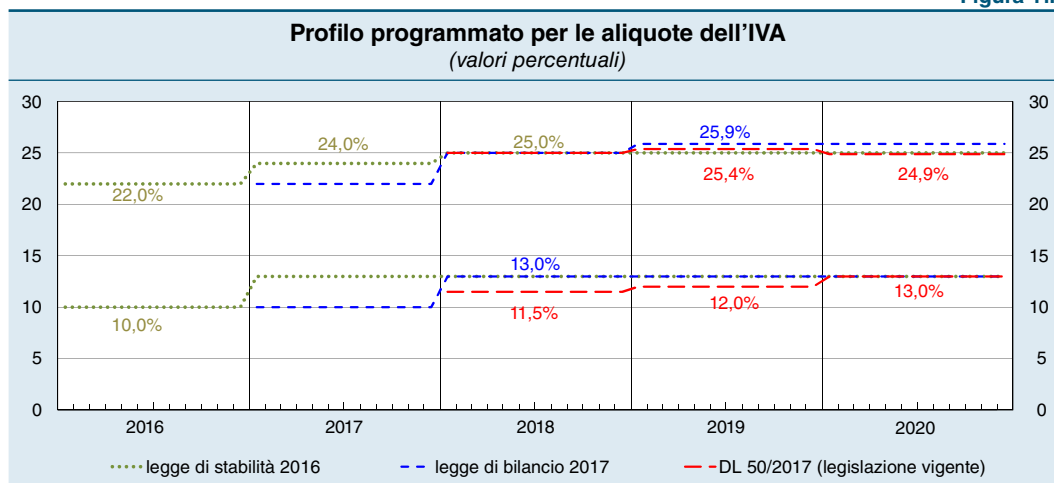 Profilo programmato per le aliquote dell'IVA
(valori percentuali)
30 30
25,9%
24,0% 25,0%
25 25
25,4% 24,9%
22,0%
20 20
15 15
13,0%
10 10
10,0% 11,5% 12,0% 13,0%
5 5
0 0
2016 2017 2018 2019 2020
legge di stabilità 2016 legge di bilancio 2017 DL 50/2017 (legislazione vigente)